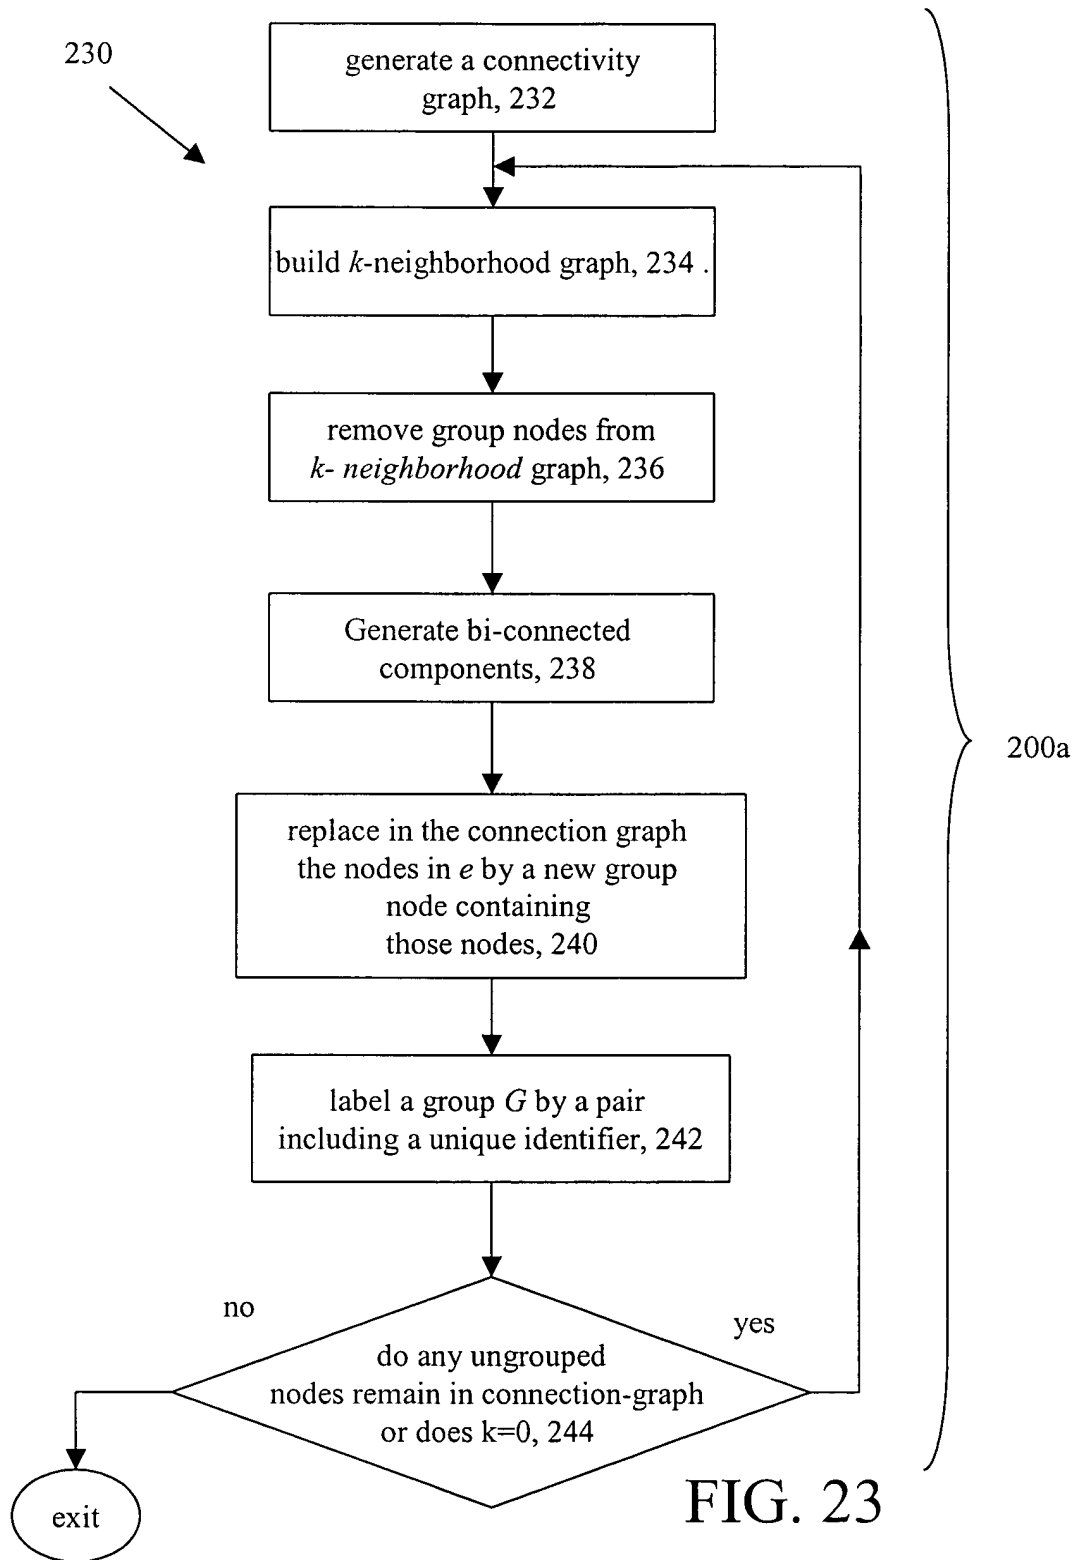 230
generate a connectivity
graph, 232
build k-neighborhood graph, 234 .
remove group nodes from
k- neighborhood graph, 236
Generate bi-connected
components, 238
200a
replace in the connection graph
the nodes in e by a new group
node containing
those nodes, 240
label a group G by a pair
including a unique identifier, 242
no
yes
do any ungrouped
nodes remain in connection-graph
or does k=0, 244
exit
FIG. 23